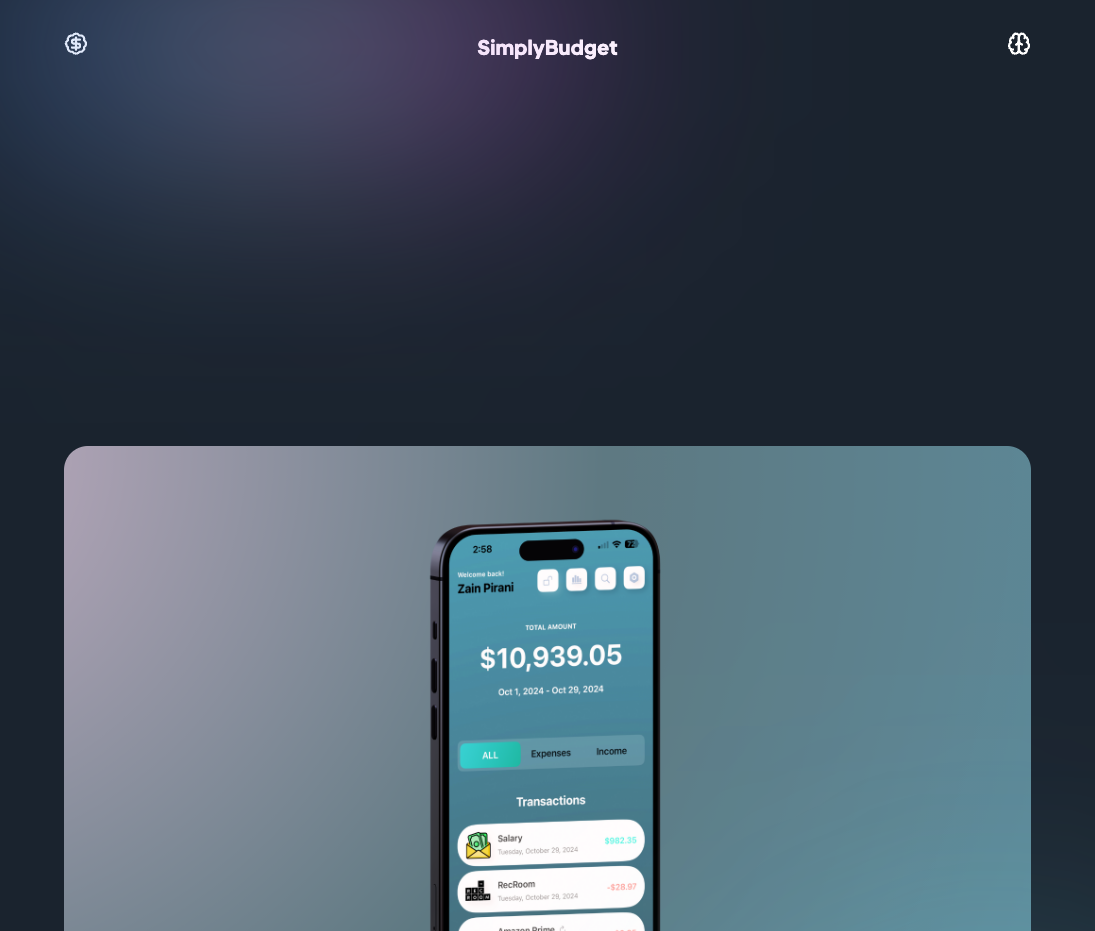 SimplyBudget
2:58
73
Welcome back!
Zain Pirani
TOTAL AMOUNT
$10,939.05
Oct 1, 2024 - Oct 29, 2024
ALL Expenses Income
Transactions
Salary
$982.35
Tuesday, October 29, 2024
RecRoom
-$28.97
Tuesday, October 29, 2024
Amazon Prime